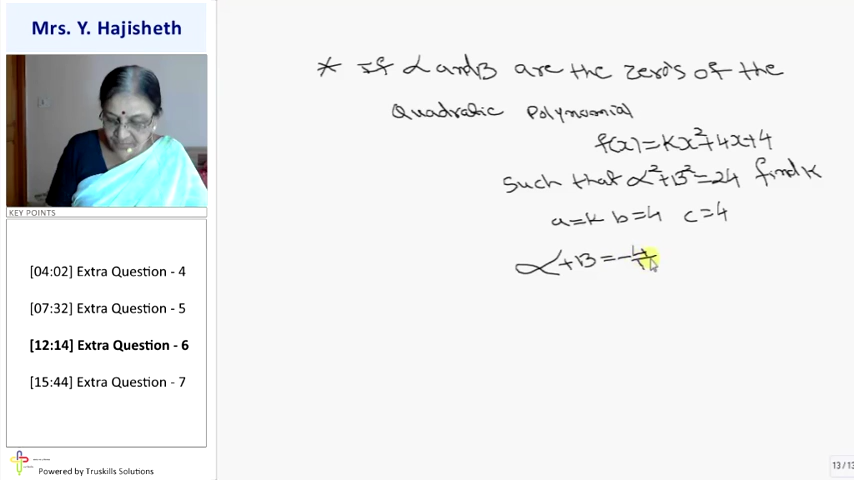 Mrs. Y. Hajisheth
KEY POINTS
[04:02] Extra Question - 4
[07:32] Extra Question - 5
[12:14] Extra Question - 6
[15:44] Extra Question - 7
Powered by Truskills Solutions
* If α and β are the zero's of the
Quadratic Polynomial
f(x)=kx²+4x+4
such that α²+β²=24 find k
a=k b=4 c=4
α+β=-4
13/13